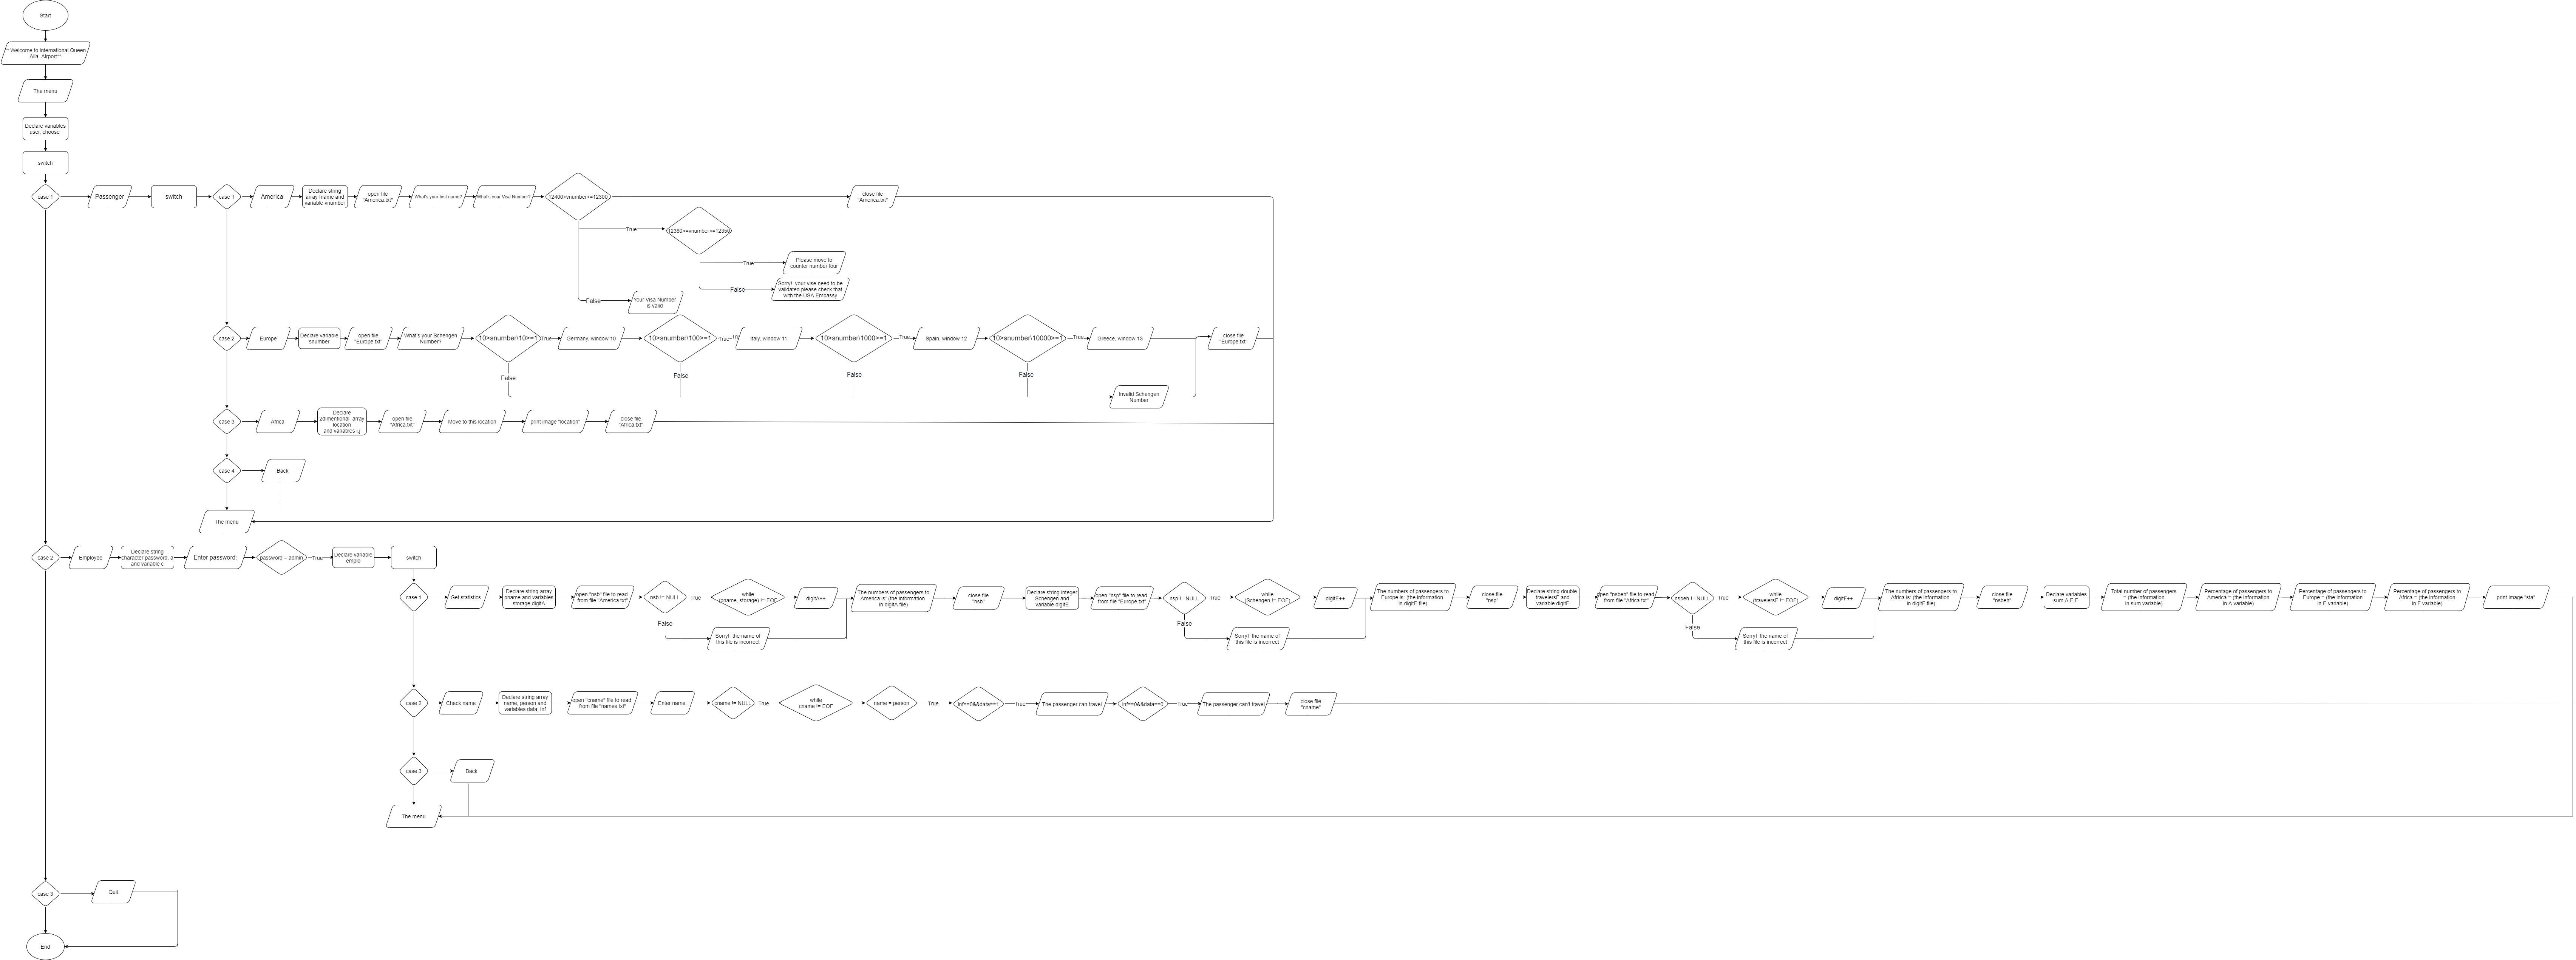 Start
"" Welcome to international Queen
Alia Airport""
The menu
Declare variables
user, choose
switch
case 1
Passenger
switch
case 1
America
Declare string
array fname and
variable vnumber
open file
"America.txt"
What's your first name?
What's your Visa Number?
12400>vnumber>=12300
close file
"America.txt"
True
12380>=vnumber>=12350
True
Please move to
counter number four
False
Sorry! your vise need to be
validated please check that
with the USA Embassy
False
Your Visa Number
is valid
case 2
Europe
Declare variable
snumber
open file
"Europe.txt"
What's your Schengen
Number?
10>snumber\10>=1
True
Germany, window 10
10>snumber\100>=1
True
Italy, window 11
10>snumber\1000>=1
True
Spain, window 12
10>snumber\10000>=1
True
Greece, window 13
close file
"Europe.txt"
False
False
False
False
Invalid Schengen
Number
case 3
Africa
Declare
2dimentional array
location
and variables i,j
open file
"Africa.txt"
Move to this location
print image "location"
close file
"Africa.txt"
case 4
Back
The menu
case 2
Employee
Declare string
character password, a
and variable c
Enter password:
password = admin
True
Declare variable
emplo
switch
case 1
Get statistics
Declare string array
pname and variables
storage,digitA
open "nsb" file to read
from file "America.txt"
nsb != NULL
True
while
(pname, storage) != EOF
digitA++
The numbers of passengers to
America is: (the information
in digitA file)
close file
"nsb"
Declare string integer
Schengen and
variable digitE
open "nsp" file to read
from file "Europe.txt"
nsp != NULL
True
while
(Schengen != EOF)
digitE++
The numbers of passengers to
Europe is: (the information
in digitE file)
close file
"nsp"
Declare string double
travelersF and
variable digitF
open "nsbeh" file to read
from file "Africa.txt"
nsbeh != NULL
True
while
(travelersF != EOF)
digitF++
The numbers of passengers to
Africa is: (the information
in digitF file)
close file
"nsbeh"
Declare variables
sum,A,E,F
Total number of passengers
= (the information
in sum variable)
Percentage of passengers to
America = (the information
in A variable)
Percentage of passengers to
Europe = (the information
in E variable)
Percentage of passengers to
Africa = (the information
in F variable)
print image "sta"
False
Sorry! the name of
this file is incorrect
False
Sorry! the name of
this file is incorrect
False
Sorry! the name of
this file is incorrect
case 2
Check name
Declare string array
name, person and
variables data, inf
open "cname" file to read
from file "names.txt"
Enter name
cname != NULL
True
while
cname != EOF
name = person
True
inf==0&&data==1
True
The passenger can travel
inf==0&&data==0
True
The passenger can't travel
close file
"cname"
case 3
Back
The menu
case 3
Quit
End